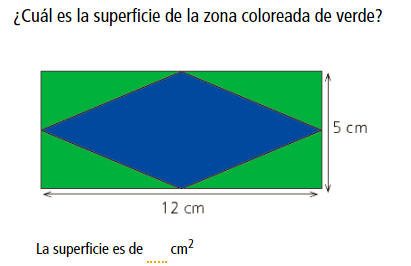 ¿Cuál es la superficie de la zona coloreada de verde?
5 cm
12 cm
La superficie es de ..... cm²